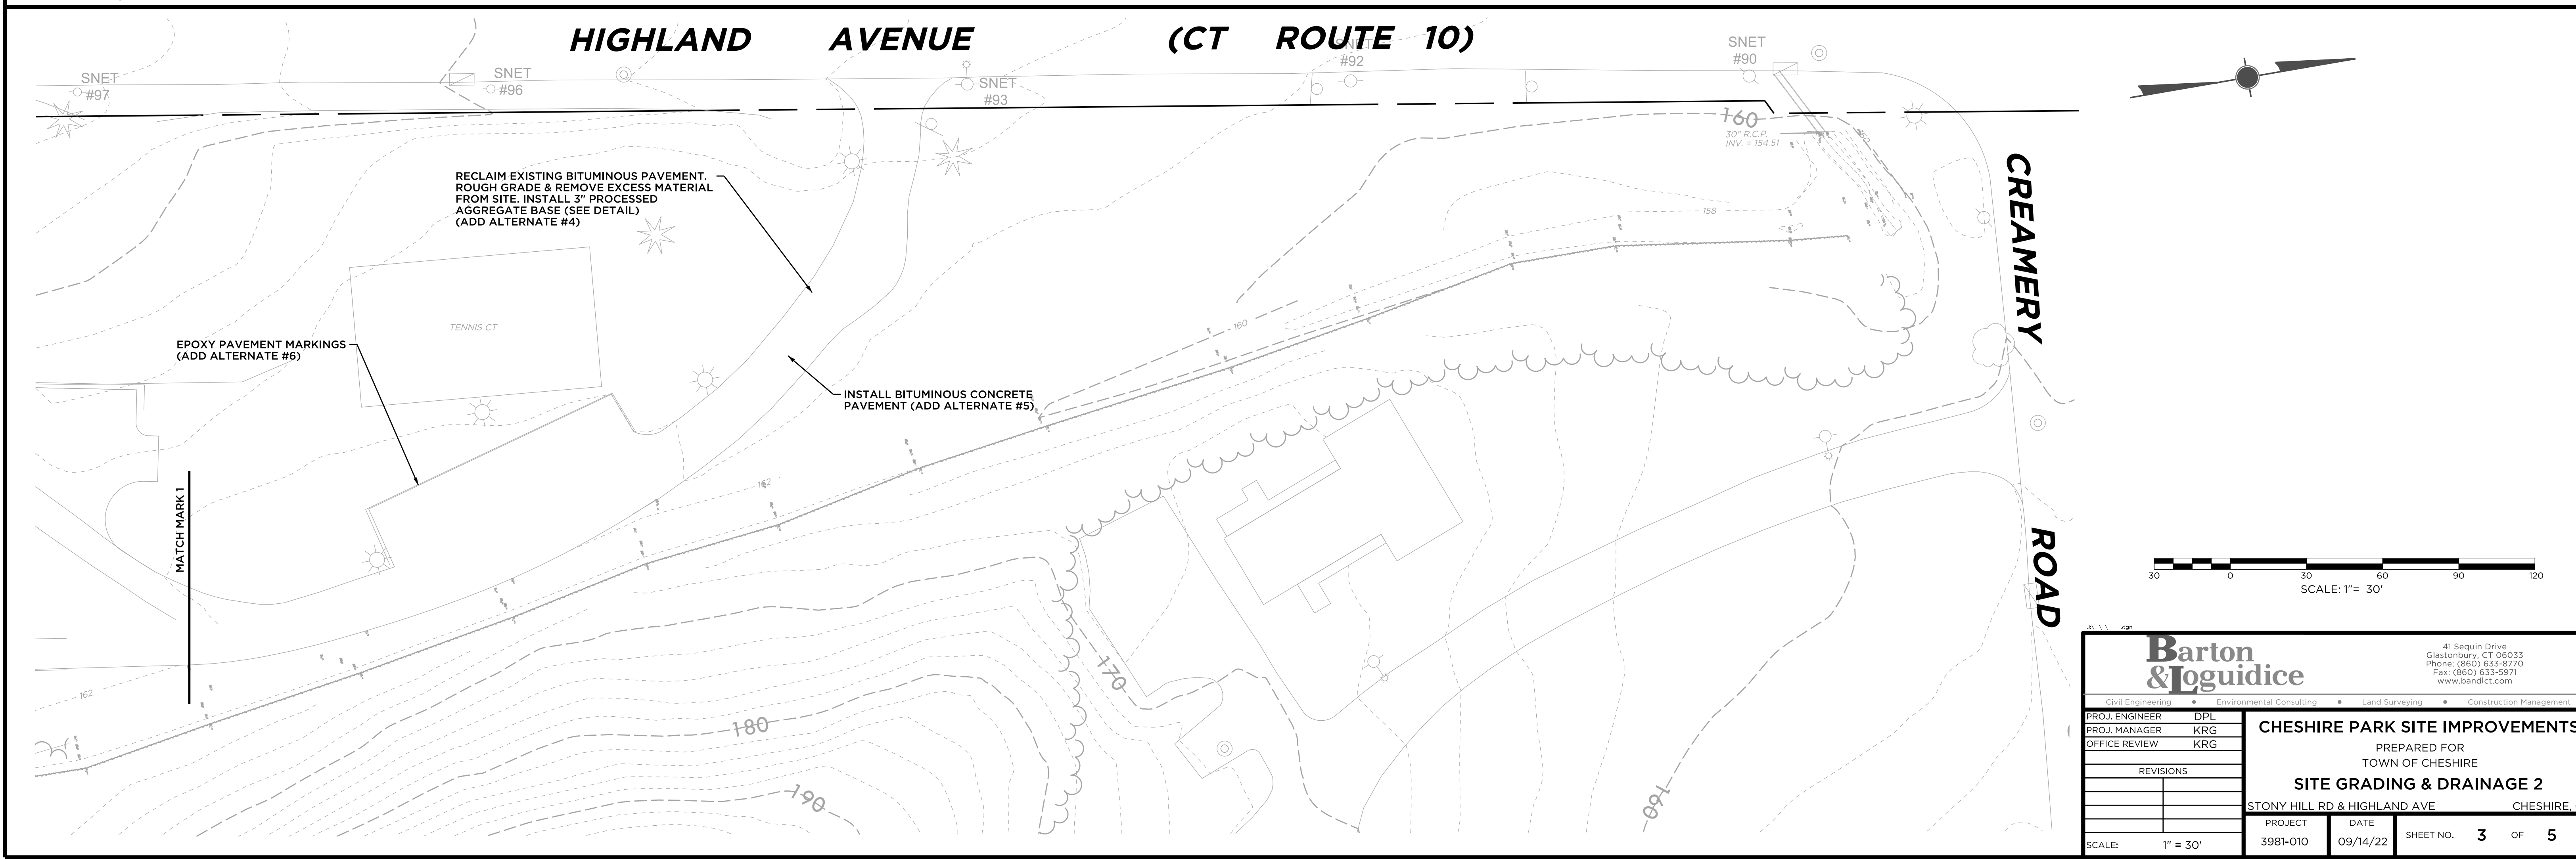 HIGHLAND AVENUE (CT ROUTE 10)
SNET
#97
SNET
#96
SNET
#93
SNET
#92
SNET
#90
160
30" R.C.P.
INV. = 154.51
160
RECLAIM EXISTING BITUMINOUS PAVEMENT.
ROUGH GRADE & REMOVE EXCESS MATERIAL
FROM SITE. INSTALL 3" PROCESSED
AGGREGATE BASE (SEE DETAIL)
(ADD ALTERNATE #4)
158
CREAMERY ROAD
TENNIS CT
160
EPOXY PAVEMENT MARKINGS
(ADD ALTERNATE #6)
INSTALL BITUMINOUS CONCRETE
PAVEMENT (ADD ALTERNATE #5)
162
MATCH MARK 1
162
170
180
190
160
30 0 30 60 90 120
SCALE: 1"= 30'
.dgn
Barton
&Loguidice
41 Sequin Drive
Glastonbury, CT 06033
Phone: (860) 633-8770
Fax: (860) 633-5971
www.bandlct.com
Civil Engineering • Environmental Consulting • Land Surveying • Construction Management
PROJ. ENGINEER DPL
PROJ. MANAGER KRG
OFFICE REVIEW KRG
REVISIONS
SCALE: 1" = 30'
CHESHIRE PARK SITE IMPROVEMENTS
PREPARED FOR
TOWN OF CHESHIRE
SITE GRADING & DRAINAGE 2
STONY HILL RD & HIGHLAND AVE CHESHIRE,
PROJECT
3981-010
DATE
09/14/22
SHEET NO. 3 OF 5